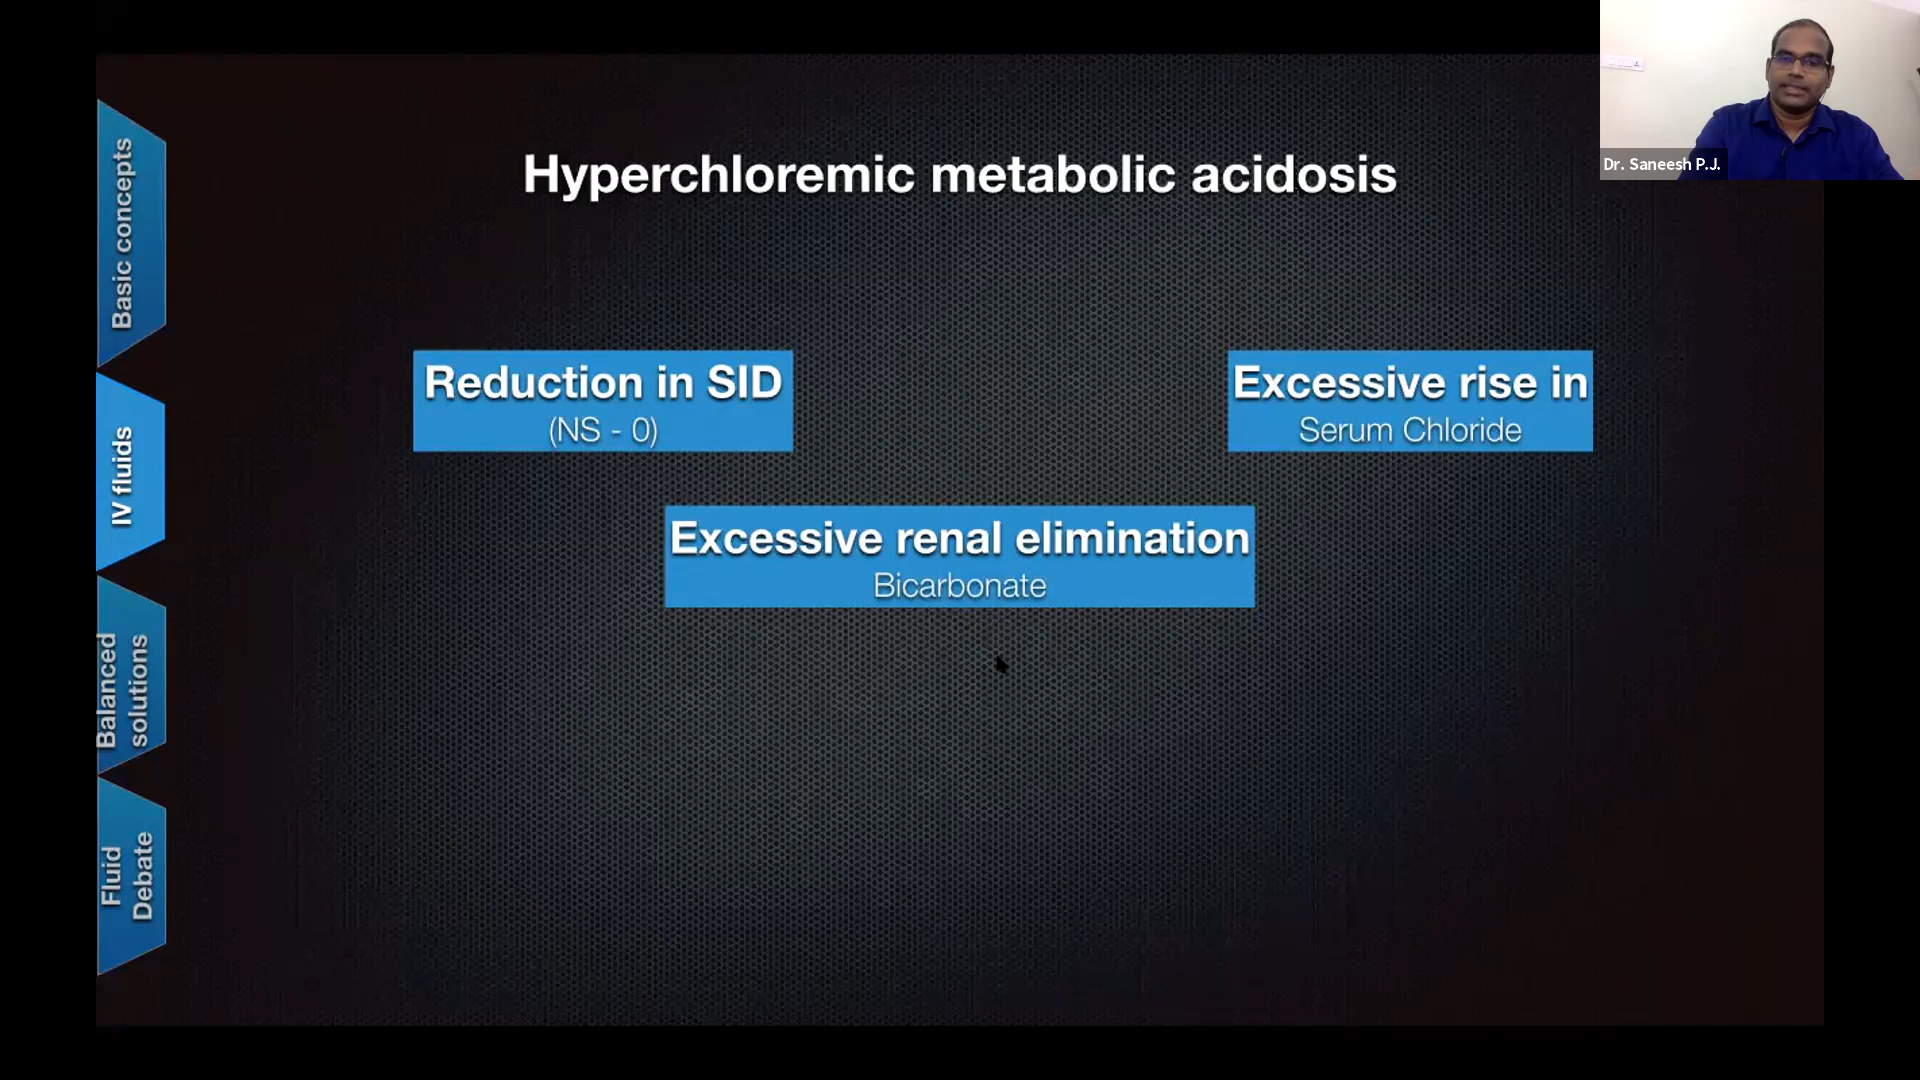 Dr. Saneesh P.J.
Hyperchloremic metabolic acidosis
Reduction in SID
(NS - 0)
Excessive rise in
Serum Chloride
Excessive renal elimination
Bicarbonate
Basic concepts
IV fluids
Balanced
solutions
Fluid
Debate